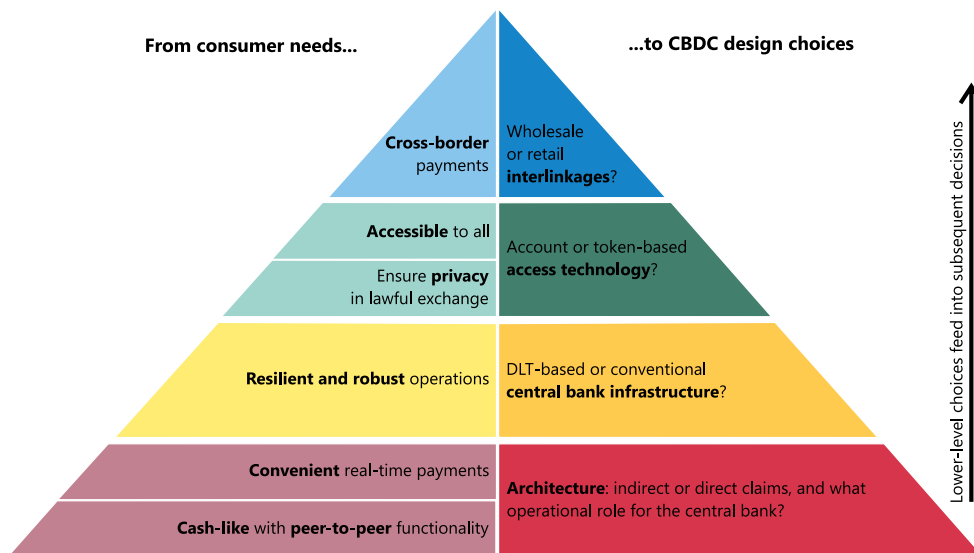 From consumer needs...
...to CBDC design choices
Cross-border
payments
Wholesale
or retail
interlinkages?
Accessible to all
Ensure privacy
in lawful exchange
Account or token-based
access technology?
Resilient and robust operations
DLT-based or conventional
central bank infrastructure?
Convenient real-time payments
Cash-like with peer-to-peer functionality
Architecture: indirect or direct claims, and what
operational role for the central bank?
Lower-level choices feed into subsequent decisions